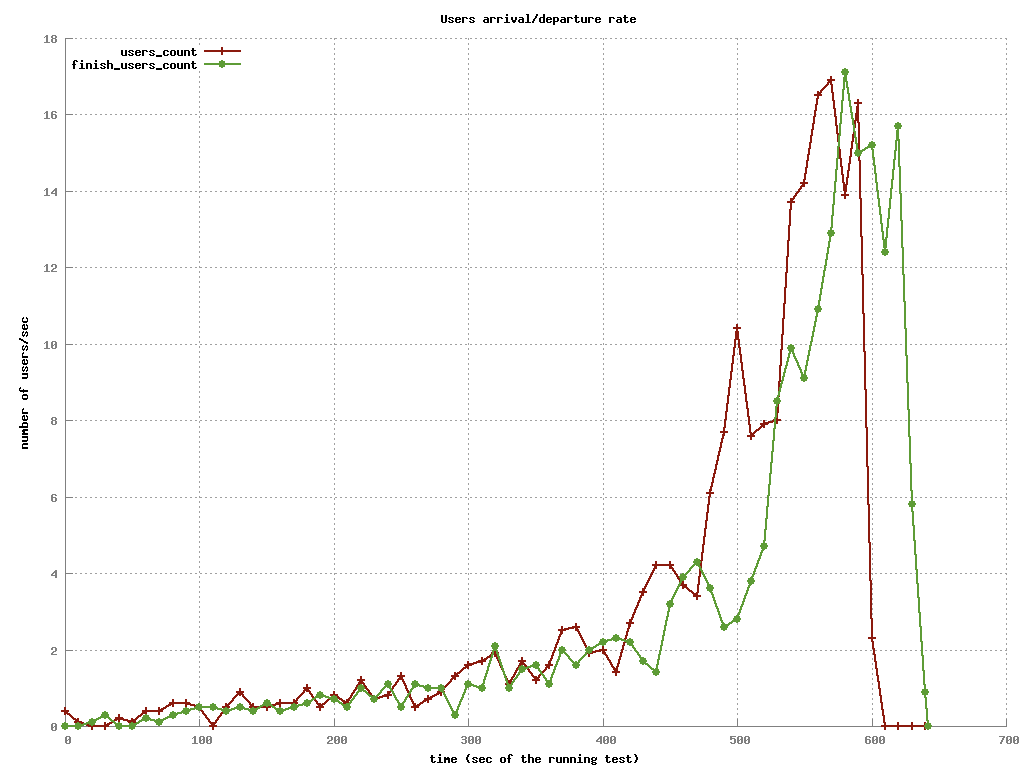 Users arrival/departure rate
users_count
finish_users_count
18
16
14
12
10
8
6
4
2
0
number of users/sec
0 100 200 300 400 500 600 700
time (sec of the running test)